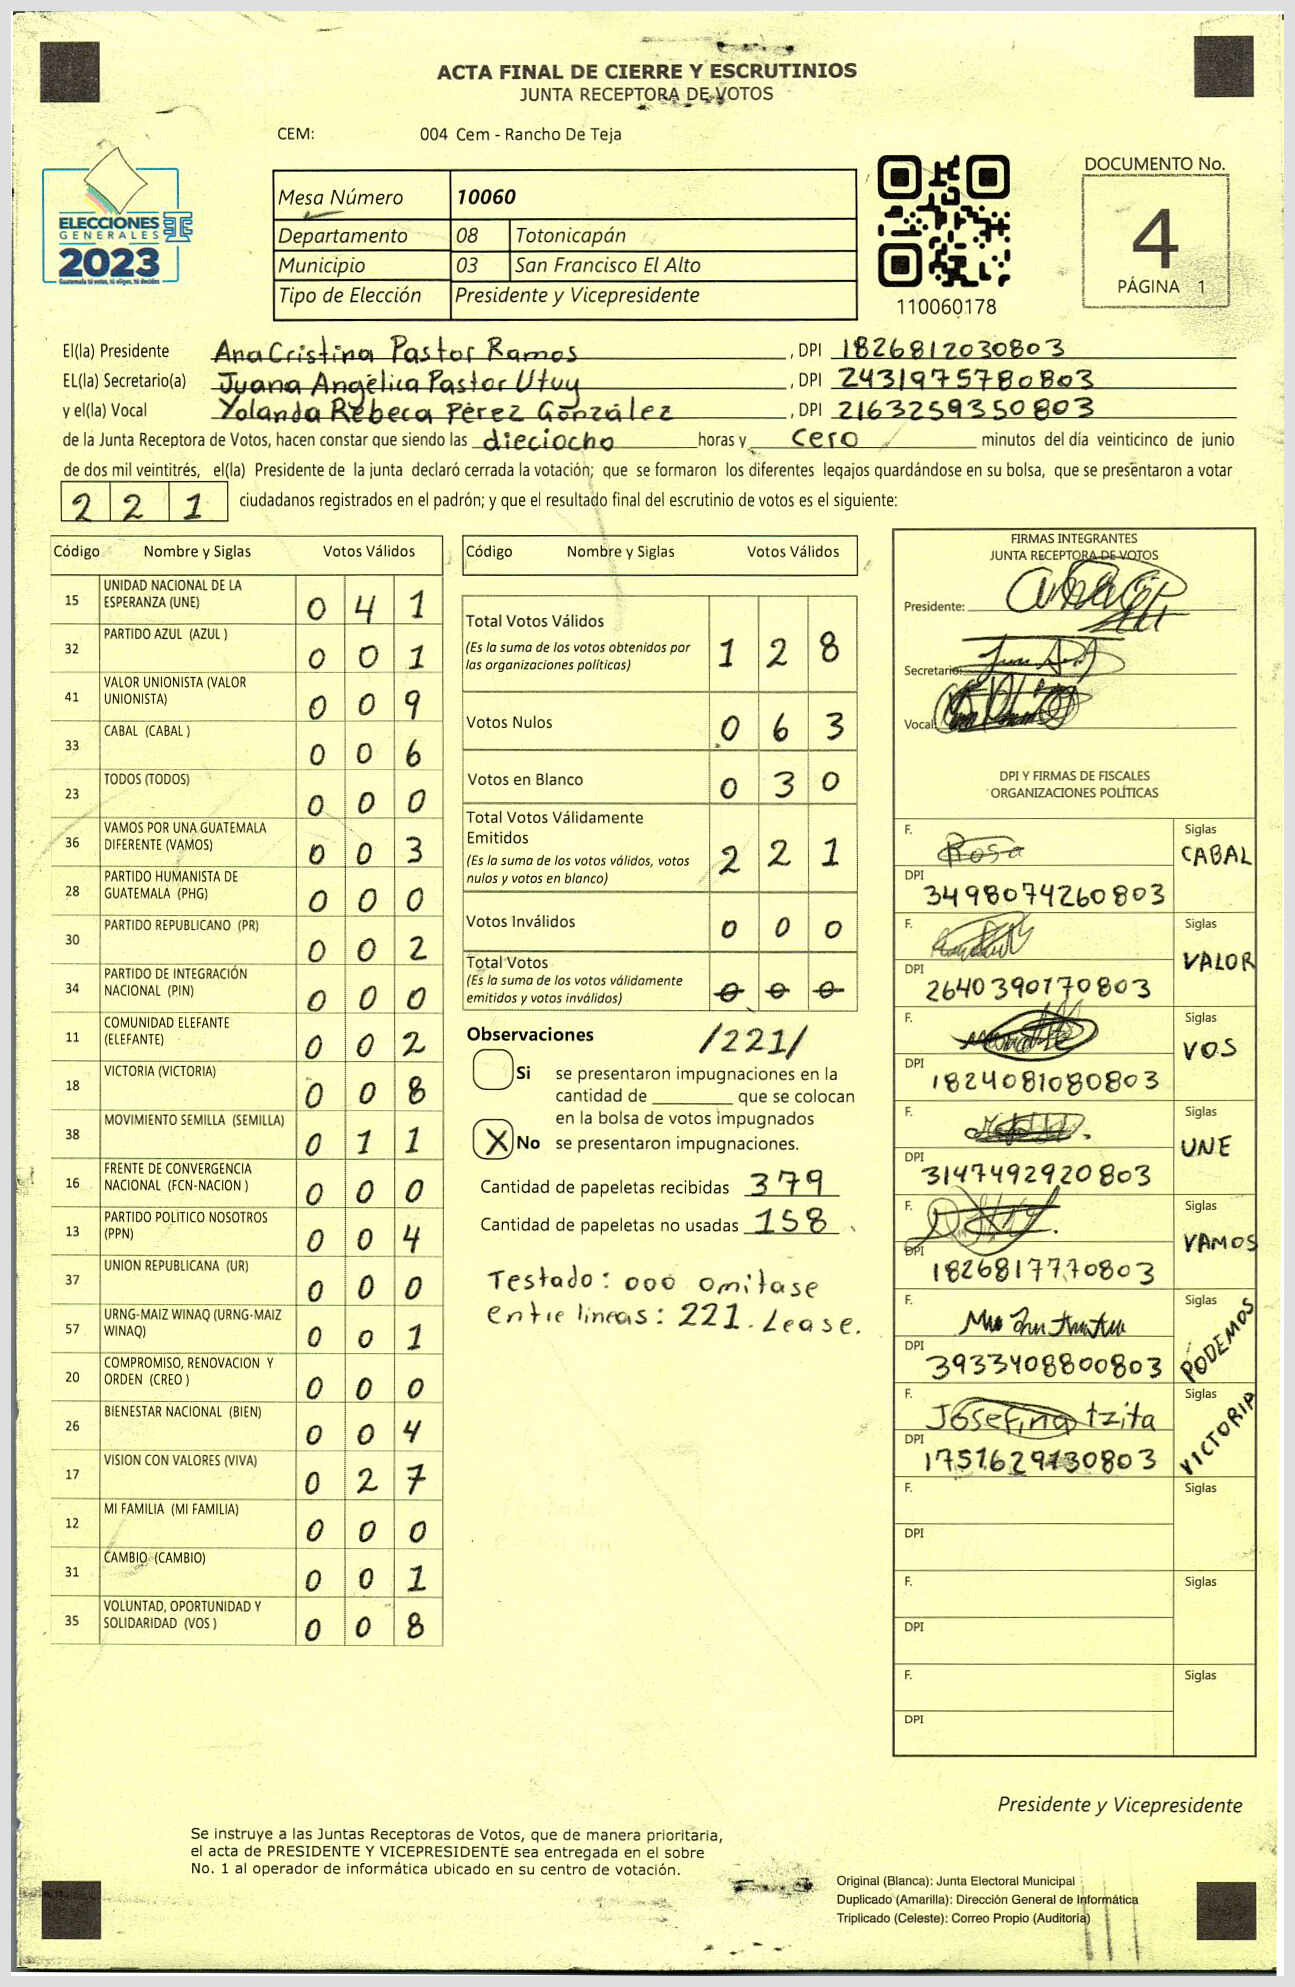 ACTA FINAL DE CIERRE Y ESCRUTINIOS
JUNTA RECEPTORA DE VOTOS
CEM: 004 Cem - Rancho De Teja
ELECCIONES
GENERALES
2023
Guatemala tú votas, tú eliges, tú decides
Mesa Número 10060
Departamento 08 Totonicapán
Municipio 03 San Francisco El Alto
Tipo de Elección Presidente y Vicepresidente
110060178
DOCUMENTO No.
4
PÁGINA 1
El(la) Presidente Ana Cristina Pastor Ramos , DPI 1826812030803
EL(la) Secretario(a) Juana Angélica Pastor Utuy , DPI 2431975780803
y el(la) Vocal Yolanda Rebeca Pérez González , DPI 2163259350803
de la Junta Receptora de Votos, hacen constar que siendo las dieciocho horas y cero minutos del día veinticinco de junio
de dos mil veintitrés, el(la) Presidente de la junta declaró cerrada la votación; que se formaron los diferentes legajos quardándose en su bolsa, que se presentaron a votar
221 ciudadanos registrados en el padrón; y que el resultado final del escrutinio de votos es el siguiente:
Código Nombre y Siglas Votos Válidos
15 UNIDAD NACIONAL DE LA ESPERANZA (UNE) 0 4 1
32 PARTIDO AZUL (AZUL ) 0 0 1
41 VALOR UNIONISTA (VALOR UNIONISTA) 0 0 9
33 CABAL (CABAL ) 0 0 6
23 TODOS (TODOS) 0 0 0
36 VAMOS POR UNA GUATEMALA DIFERENTE (VAMOS) 0 0 3
28 PARTIDO HUMANISTA DE GUATEMALA (PHG) 0 0 0
30 PARTIDO REPUBLICANO (PR) 0 0 2
34 PARTIDO DE INTEGRACIÓN NACIONAL (PIN) 0 0 0
11 COMUNIDAD ELEFANTE (ELEFANTE) 0 0 2
18 VICTORIA (VICTORIA) 0 0 8
38 MOVIMIENTO SEMILLA (SEMILLA) 0 1 1
16 FRENTE DE CONVERGENCIA NACIONAL (FCN-NACION ) 0 0 0
13 PARTIDO POLITICO NOSOTROS (PPN) 0 0 4
37 UNION REPUBLICANA (UR) 0 0 0
57 URNG-MAIZ WINAQ (URNG-MAIZ WINAQ) 0 0 1
20 COMPROMISO, RENOVACION Y ORDEN (CREO ) 0 0 0
26 BIENESTAR NACIONAL (BIEN) 0 0 4
17 VISION CON VALORES (VIVA) 0 2 7
12 MI FAMILIA (MI FAMILIA) 0 0 0
31 CAMBIO (CAMBIO) 0 0 1
35 VOLUNTAD, OPORTUNIDAD Y SOLIDARIDAD (VOS ) 0 0 8
Código Nombre y Siglas Votos Válidos
Total Votos Válidos 1 2 8
(Es la suma de los votos obtenidos por
las organizaciones políticas)
Votos Nulos 0 6 3
Votos en Blanco 0 3 0
Total Votos Válidamente
Emitidos 2 2 1
(Es la suma de los votos válidos, votos
nulos y votos en blanco)
Votos Inválidos 0 0 0
Total Votos
(Es la suma de los votos válidamente
emitidos y votos inválidos) 0 0 0
Observaciones /221/
Si se presentaron impugnaciones en la
cantidad de ________ que se colocan
en la bolsa de votos impugnados
X No se presentaron impugnaciones.
Cantidad de papeletas recibidas 379
Cantidad de papeletas no usadas 158
Testado: 000 omitase
entre lineas: 221. Lease.
FIRMAS INTEGRANTES
JUNTA RECEPTORA DE VOTOS
Presidente:
Secretario:
Vocal:
DPI Y FIRMAS DE FISCALES
ORGANIZACIONES POLÍTICAS
F. Rosa Siglas CABAL
DPI 3498074260803
F. Siglas VALOR
DPI 2640390170803
F. Siglas VOS
DPI 1824081080803
F. Siglas UNE
DPI 3147492920803
F. Siglas VAMOS
DPI 1826817770803
F. Siglas PODEMOS
DPI 3933408800803
F. Josefina tzita Siglas VICTORIA
DPI
F. Siglas
DPI
F. Siglas
DPI
F. Siglas
DPI
Presidente y Vicepresidente
Se instruye a las Juntas Receptoras de Votos, que de manera prioritaria,
el acta de PRESIDENTE Y VICEPRESIDENTE sea entregada en el sobre
No. 1 al operador de informática ubicado en su centro de votación.
Original (Blanca): Junta Electoral Municipal
Duplicado (Amarilla): Dirección General de Informática
Triplicado (Celeste): Correo Propio (Auditoría)